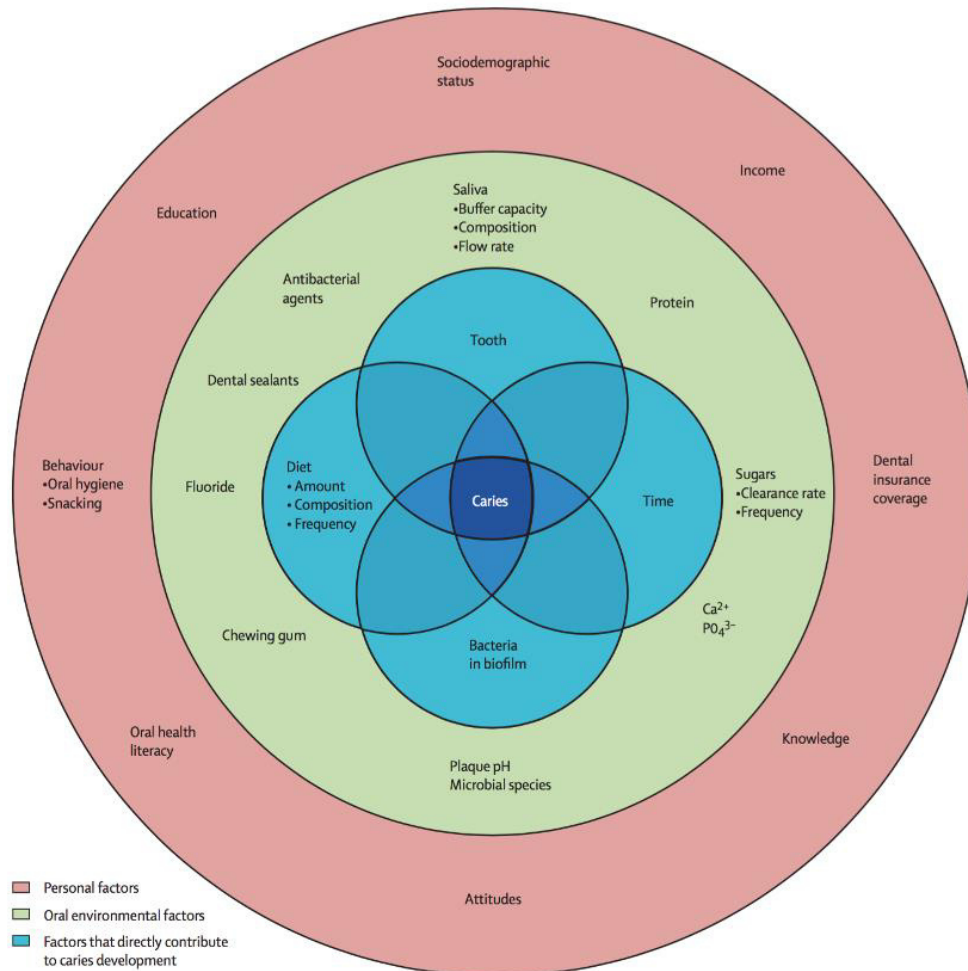 Sociodemographic
status
Income
Education
Saliva
•Buffer capacity
•Composition
•Flow rate
Antibacterial
agents
Protein
Tooth
Dental sealants
Behaviour
•Oral hygiene
•Snacking
Fluoride
Diet
• Amount
• Composition
• Frequency
Caries
Time
Sugars
•Clearance rate
•Frequency
Dental
insurance
coverage
Ca²⁺
PO₄³⁻
Chewing gum
Bacteria
in biofilm
Oral health
literacy
Knowledge
Plaque pH
Microbial species
Attitudes
Personal factors
Oral environmental factors
Factors that directly contribute
to caries development